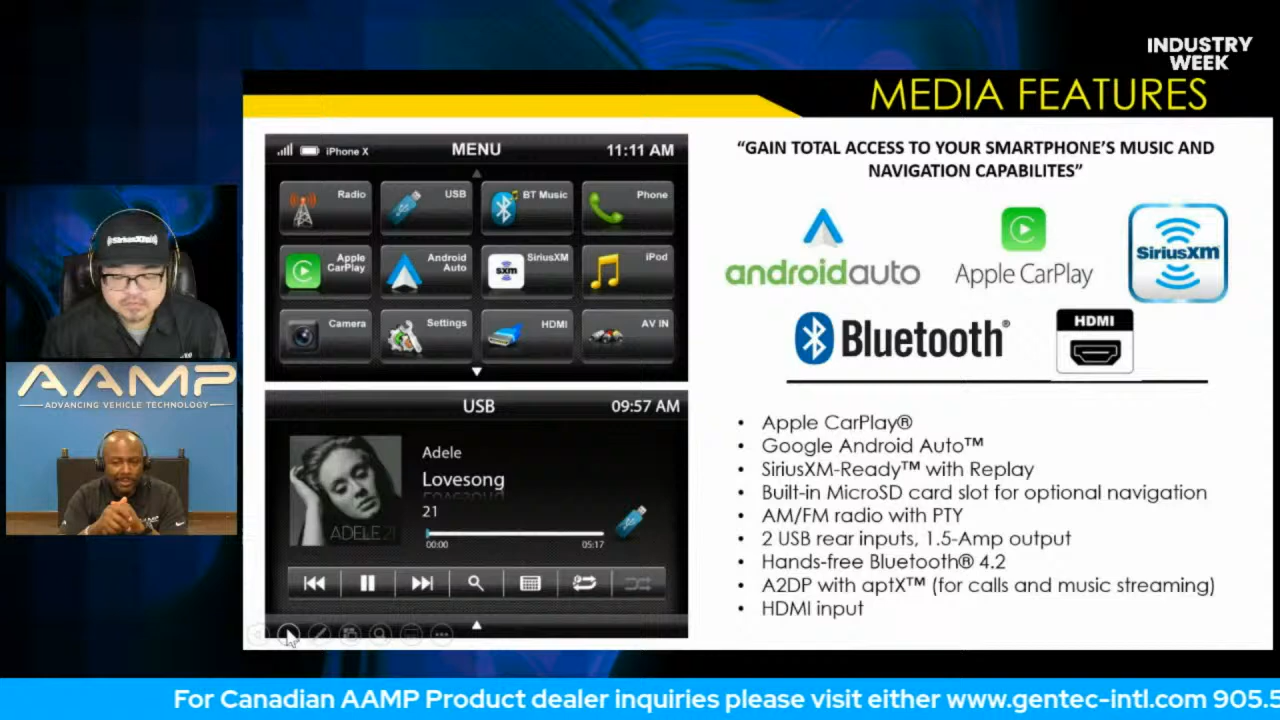 INDUSTRY
WEEK
MEDIA FEATURES
iPhone X
MENU
11:11 AM
Radio
USB
BT Music
Phone
Apple
CarPlay
Android
Auto
SiriusXM
iPod
sxm
Camera
Settings
HDMI
AV IN
USB
09:57 AM
Adele
Lovesong
21
ADELE 21
00:00
05:17
"GAIN TOTAL ACCESS TO YOUR SMARTPHONE'S MUSIC AND
NAVIGATION CAPABILITES"
androidauto
Apple CarPlay
SiriusXM
Bluetooth®
HDMI
• Apple CarPlay®
• Google Android Auto™
• SiriusXM-Ready™ with Replay
• Built-in MicroSD card slot for optional navigation
• AM/FM radio with PTY
• 2 USB rear inputs, 1.5-Amp output
• Hands-free Bluetooth® 4.2
• A2DP with aptX™ (for calls and music streaming)
• HDMI input
SiriusXM
AAMP
ADVANCING VEHICLE TECHNOLOGY
For Canadian AAMP Product dealer inquiries please visit either www.gentec-intl.com 905.5